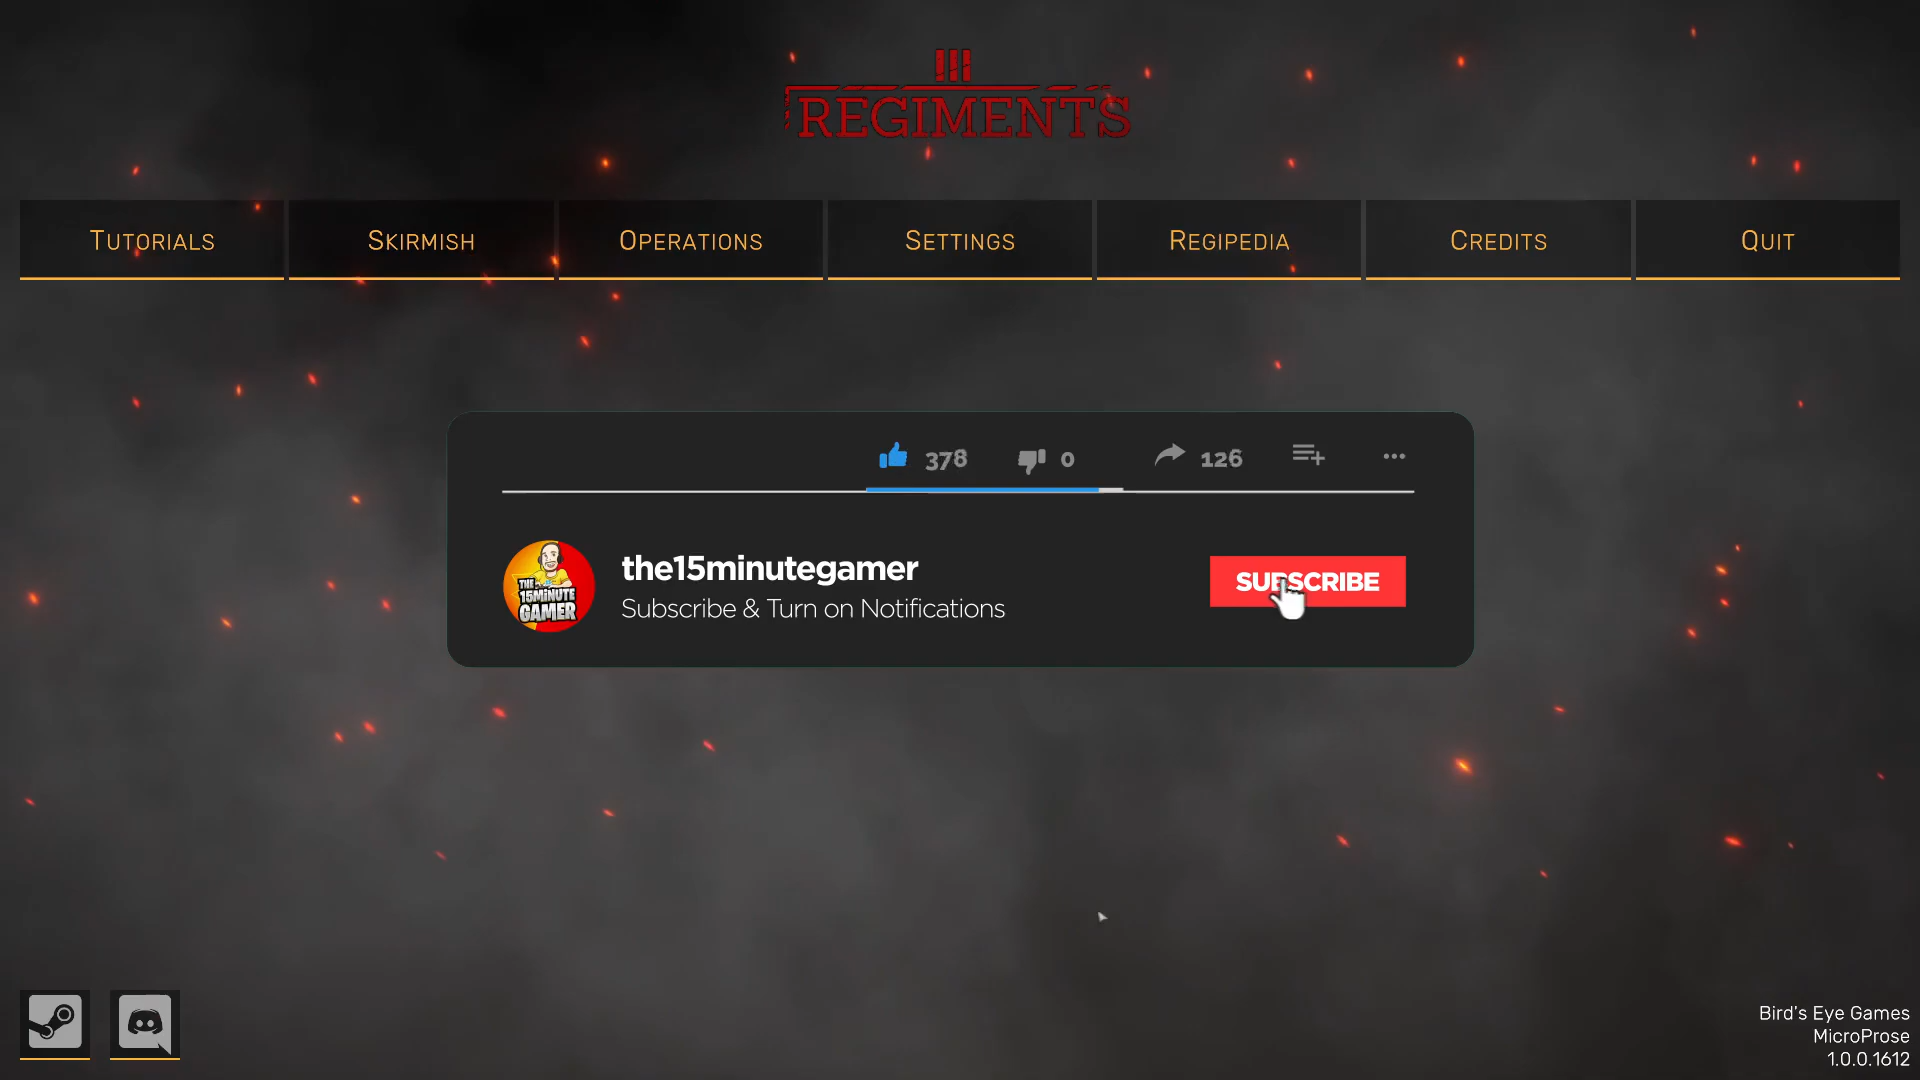 REGIMENTS
TUTORIALS
SKIRMISH
OPERATIONS
SETTINGS
REGIPEDIA
CREDITS
QUIT
378
0
126
the15minutegamer
Subscribe & Turn on Notifications
SUBSCRIBE
THE
15MINUTE
GAMER
Bird's Eye Games
MicroProse
1.0.0.1612